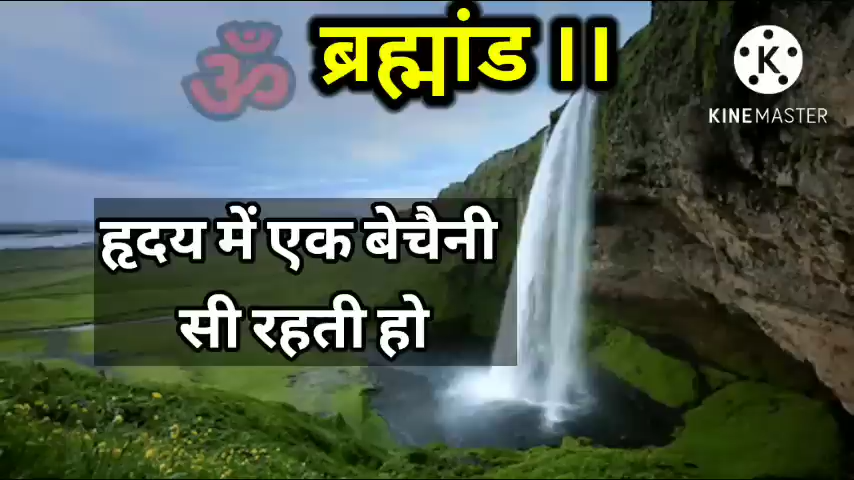 ॐ ब्रह्मांड ।।
KINEMASTER
हृदय में एक बेचैनी
सी रहती हो